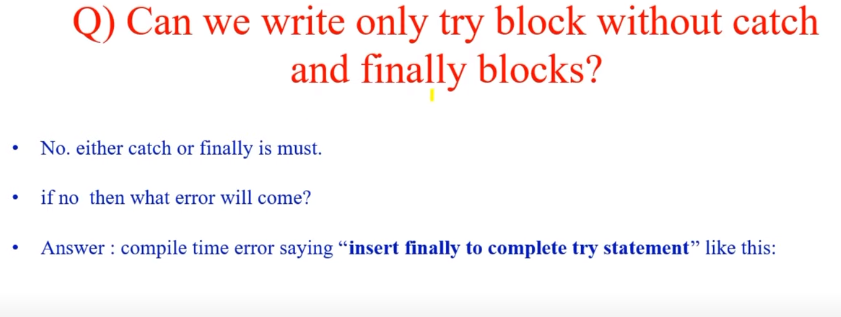 Q) Can we write only try block without catch
and finally blocks?
• No. either catch or finally is must.
• if no then what error will come?
• Answer : compile time error saying “insert finally to complete try statement” like this: